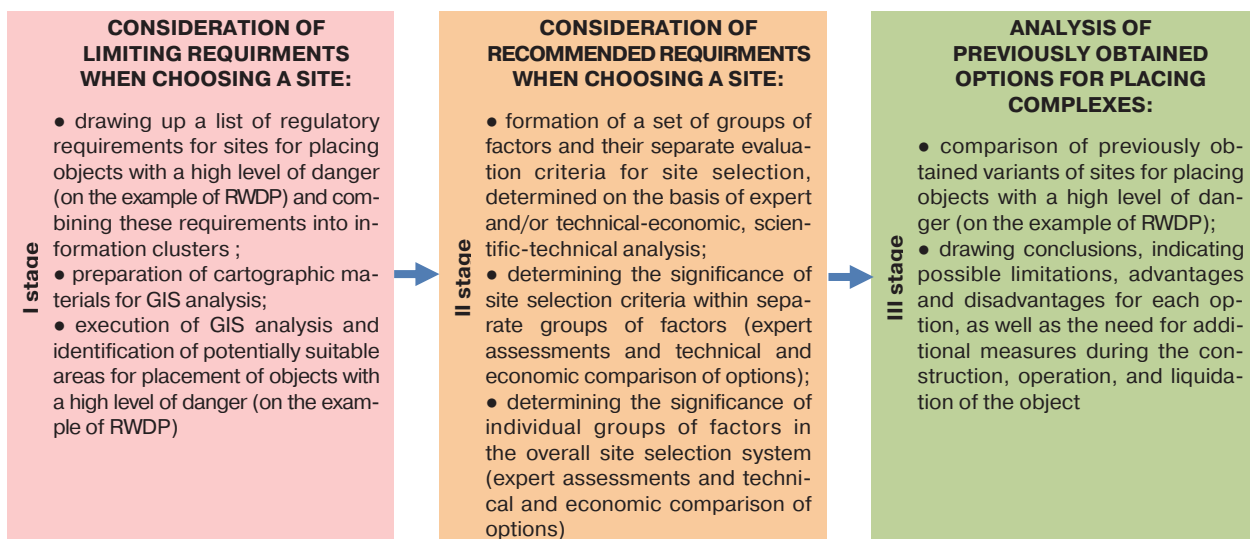 I stage
CONSIDERATION OF
LIMITING REQUIRMENTS
WHEN CHOOSING A SITE:
● drawing up a list of regulatory
requirements for sites for placing
objects with a high level of danger
(on the example of RWDP) and com-
bining these requirements into in-
formation clusters ;
● preparation of cartographic ma-
terials for GIS analysis;
● execution of GIS analysis and
identification of potentially suitable
areas for placement of objects with
a high level of danger (on the exam-
ple of RWDP)
II stage
CONSIDERATION OF
RECOMMENDED REQUIRMENTS
WHEN CHOOSING A SITE:
● formation of a set of groups of
factors and their separate evalua-
tion criteria for site selection,
determined on the basis of expert
and/or technical-economic, scien-
tific-technical analysis;
● determining the significance of
site selection criteria within sepa-
rate groups of factors (expert
assessments and technical and
economic comparison of options);
● determining the significance of
individual groups of factors in
the overall site selection system
(expert assessments and techni-
cal and economic comparison of
options)
III stage
ANALYSIS OF
PREVIOUSLY OBTAINED
OPTIONS FOR PLACING
COMPLEXES:
● comparison of previously ob-
tained variants of sites for placing
objects with a high level of dan-
ger (on the example of RWDP);
● drawing conclusions, indicating
possible limitations, advantages
and disadvantages for each op-
tion, as well as the need for addi-
tional measures during the con-
struction, operation, and liquida-
tion of the object